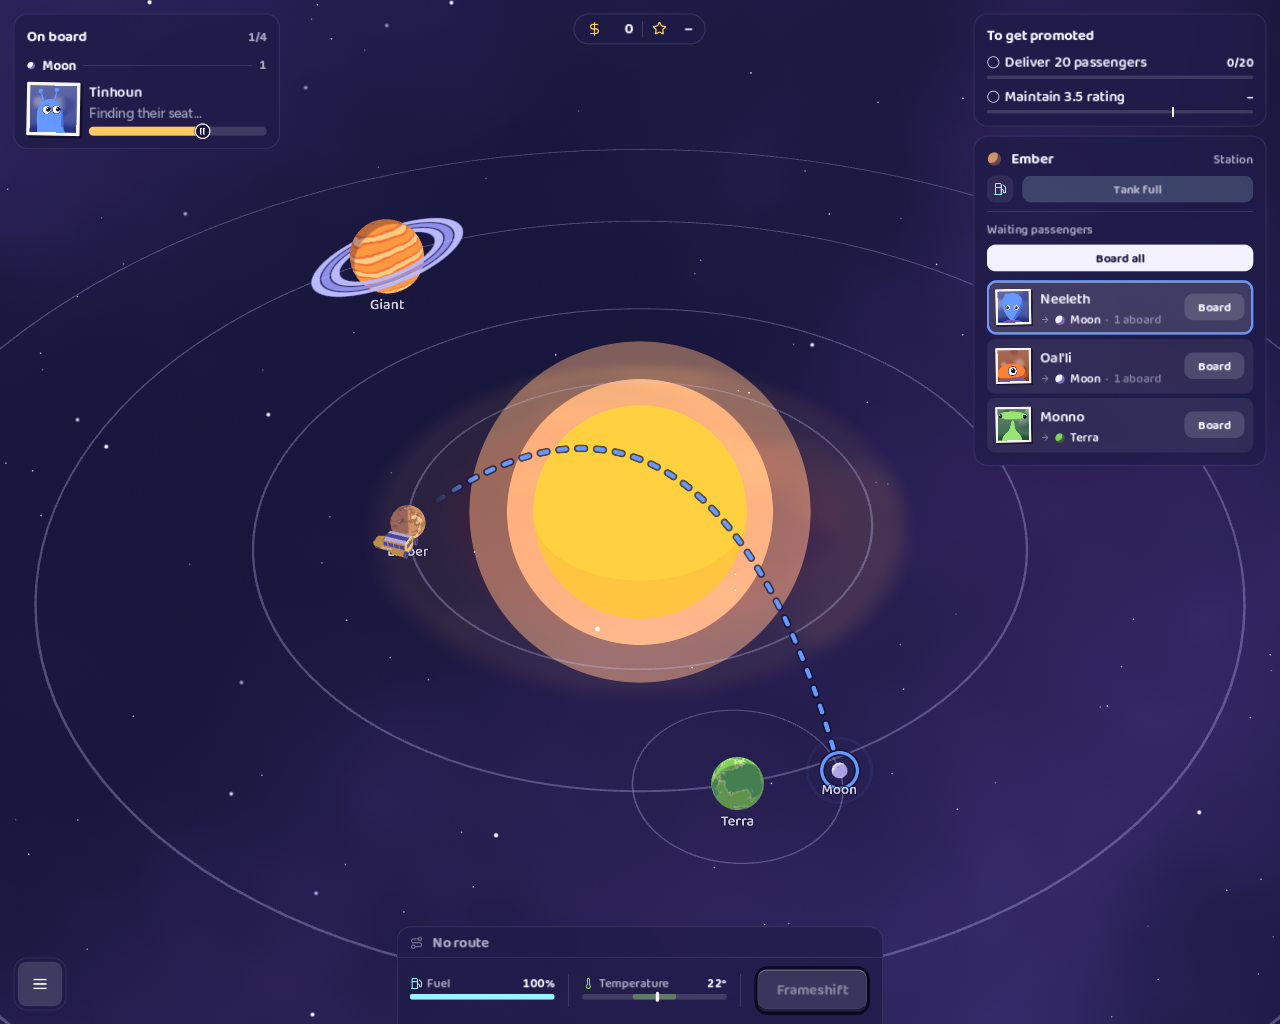 On board 1/4
Moon 1
Tinhoun
Finding their seat...
$ 0 –
To get promoted
Deliver 20 passengers 0/20
Maintain 3.5 rating –
Ember Station
Tank full
Waiting passengers
Board all
Neeleth
→ Moon · 1 aboard
Board
Oal'li
→ Moon · 1 aboard
Board
Monno
→ Terra
Board
Giant
Ember
Moon
Terra
No route
Fuel 100%
Temperature 22°
Frameshift